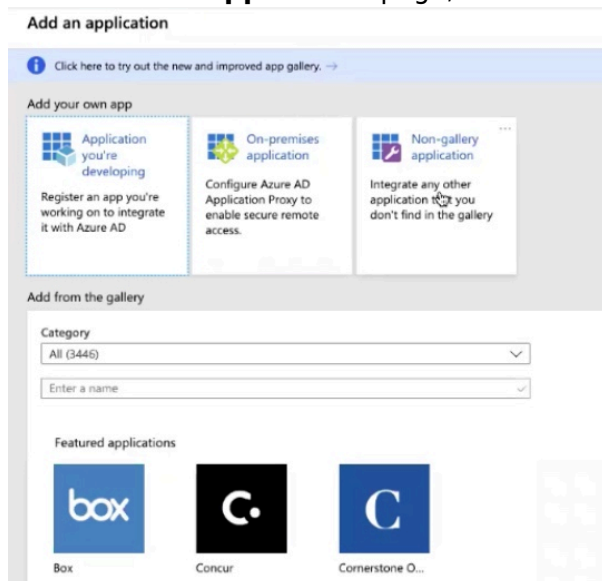 Add an application
Click here to try out the new and improved app gallery. →
Add your own app
Application
you're
developing
Register an app you're
working on to integrate
it with Azure AD
On-premises
application
Configure Azure AD
Application Proxy to
enable secure remote
access.
Non-gallery
application
Integrate any other
application that you
don't find in the gallery
Add from the gallery
Category
All (3446)
Enter a name
Featured applications
box
C.
C
Box
Concur
Cornerstone O...